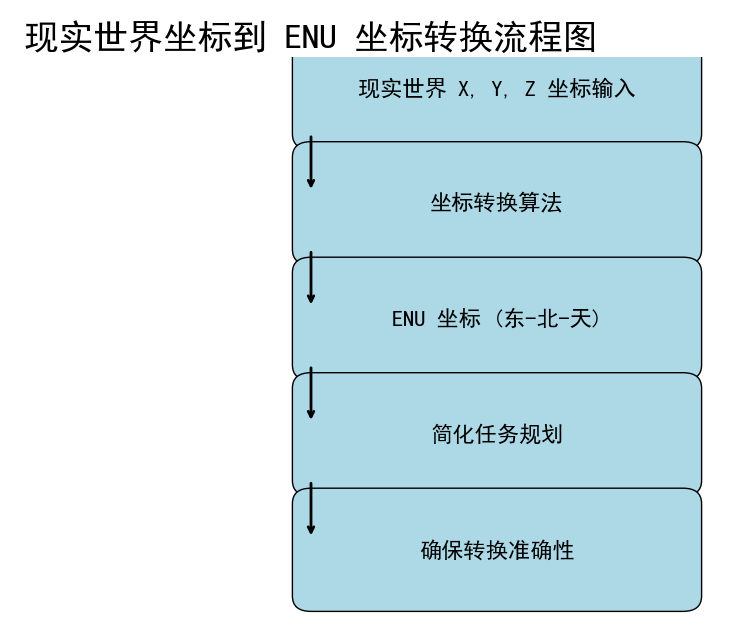 现实世界坐标到 ENU 坐标转换流程图
现实世界 X, Y, Z 坐标输入
坐标转换算法
ENU 坐标 (东-北-天)
简化任务规划
确保转换准确性